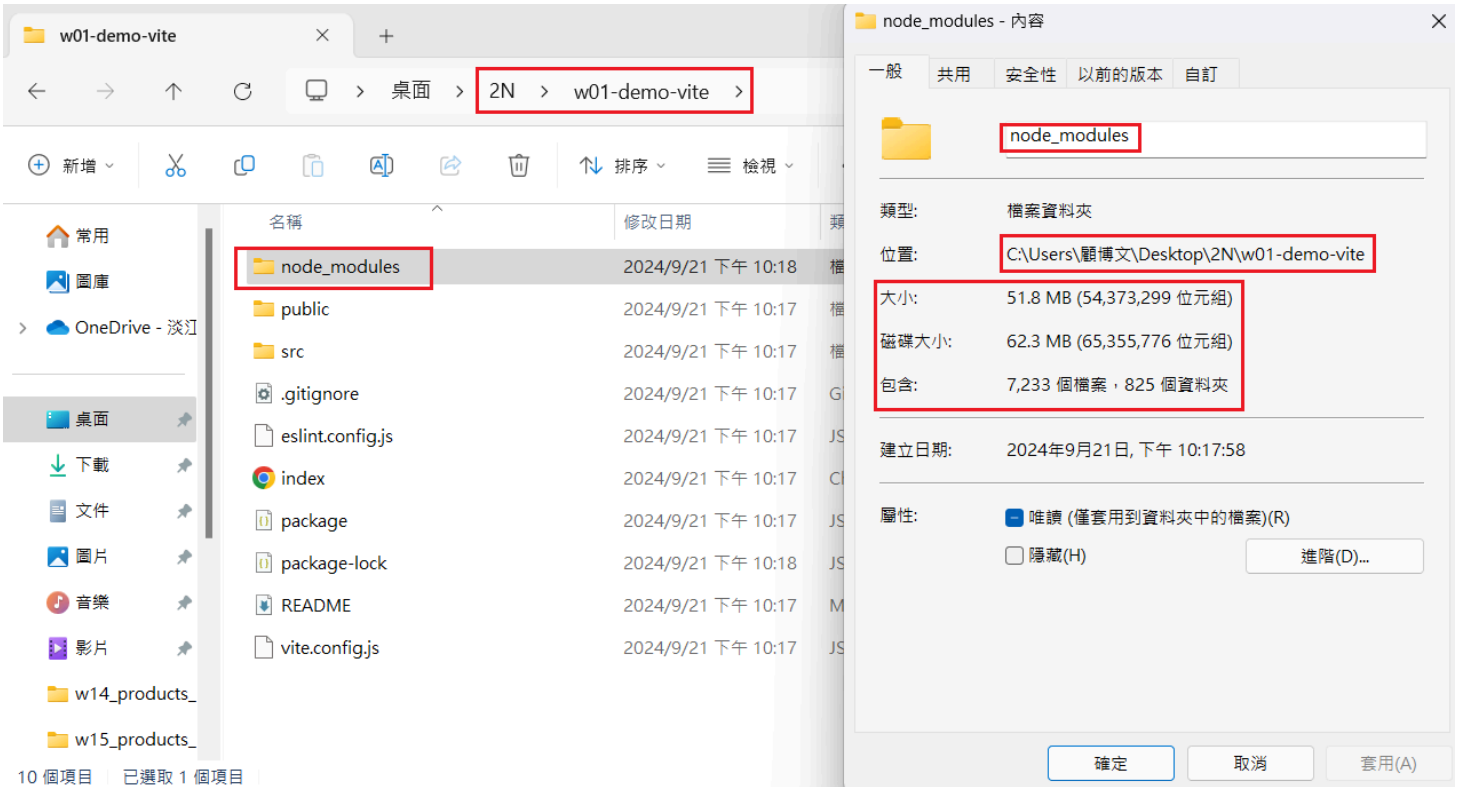 w01-demo-vite
桌面 > 2N > w01-demo-vite >
新增
排序
檢視
常用
圖庫
OneDrive - 淡江
桌面
下載
文件
圖片
音樂
影片
w14_products_
w15_products_
名稱 修改日期 類
node_modules 2024/9/21 下午 10:18 檔
public 2024/9/21 下午 10:17 檔
src 2024/9/21 下午 10:17 檔
.gitignore 2024/9/21 下午 10:17 Gi
eslint.config.js 2024/9/21 下午 10:17 JS
index 2024/9/21 下午 10:17 Ch
package 2024/9/21 下午 10:17 JS
package-lock 2024/9/21 下午 10:18 JS
README 2024/9/21 下午 10:17 M
vite.config.js 2024/9/21 下午 10:17 JS
10 個項目 已選取 1 個項目
node_modules - 內容
一般 共用 安全性 以前的版本 自訂
node_modules
類型: 檔案資料夾
位置: C:\Users\顧博文\Desktop\2N\w01-demo-vite
大小: 51.8 MB (54,373,299 位元組)
磁碟大小: 62.3 MB (65,355,776 位元組)
包含: 7,233 個檔案，825 個資料夾
建立日期: 2024年9月21日, 下午 10:17:58
屬性: 唯讀 (僅套用到資料夾中的檔案)(R)
隱藏(H)
進階(D)...
確定 取消 套用(A)